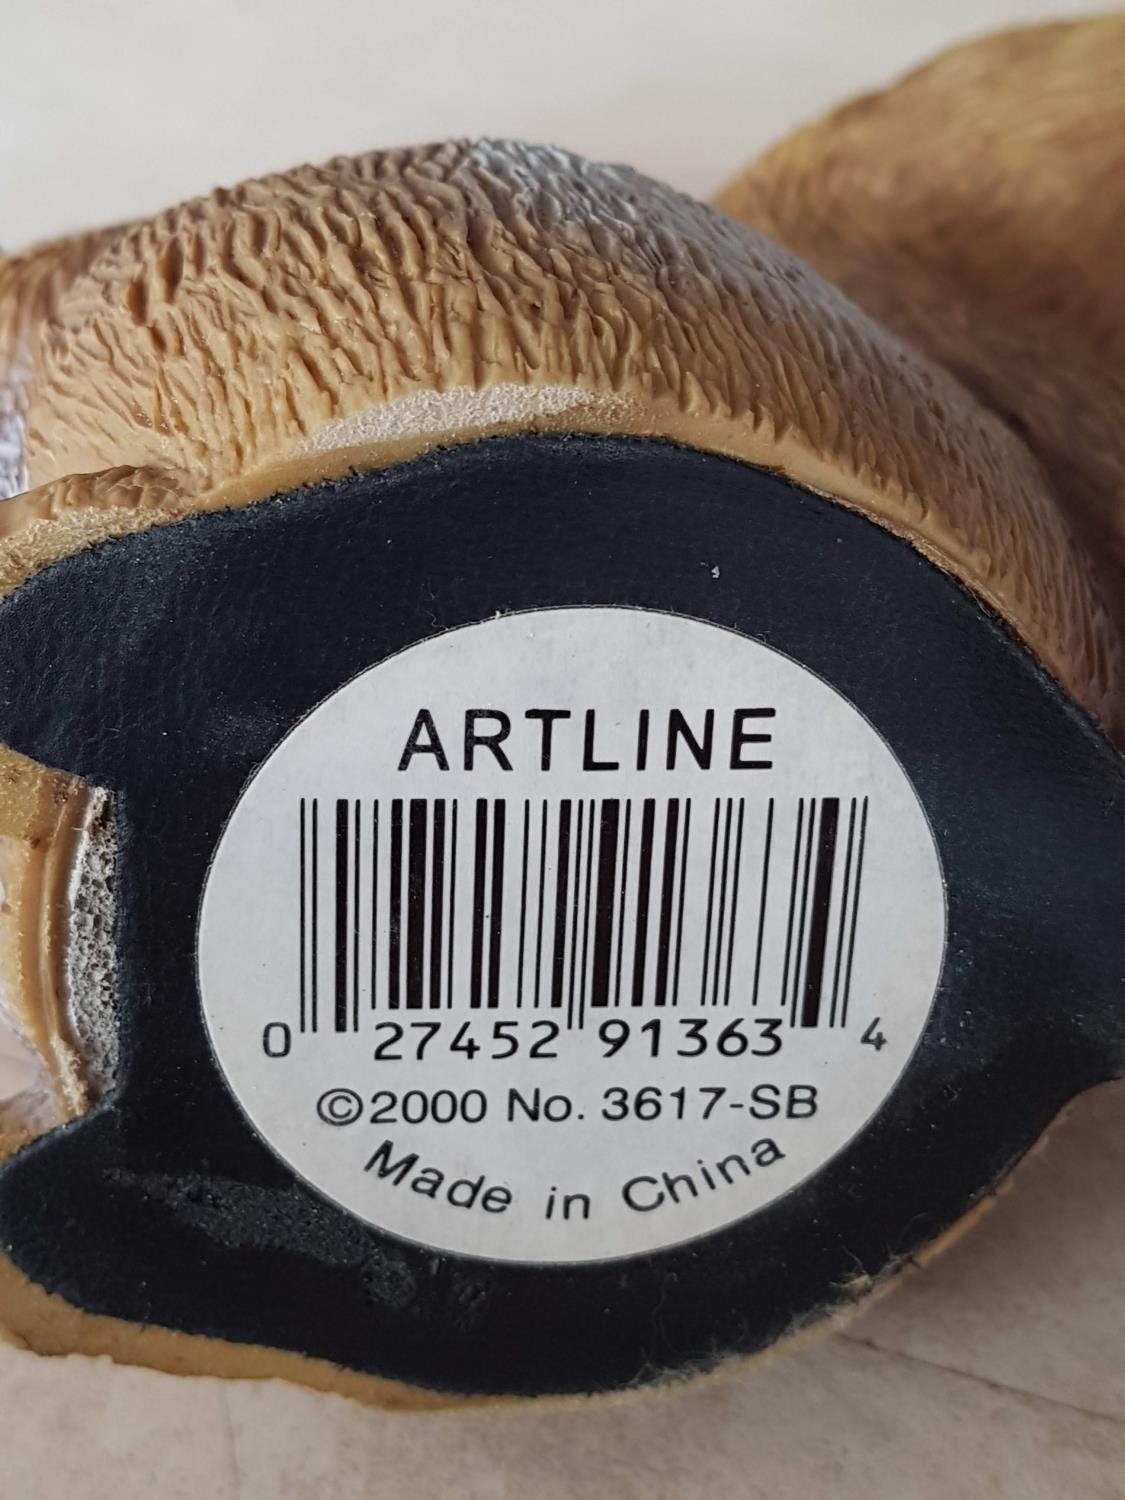 ARTLINE
0 27452 91363 4
©2000 No. 3617-SB
Made in China